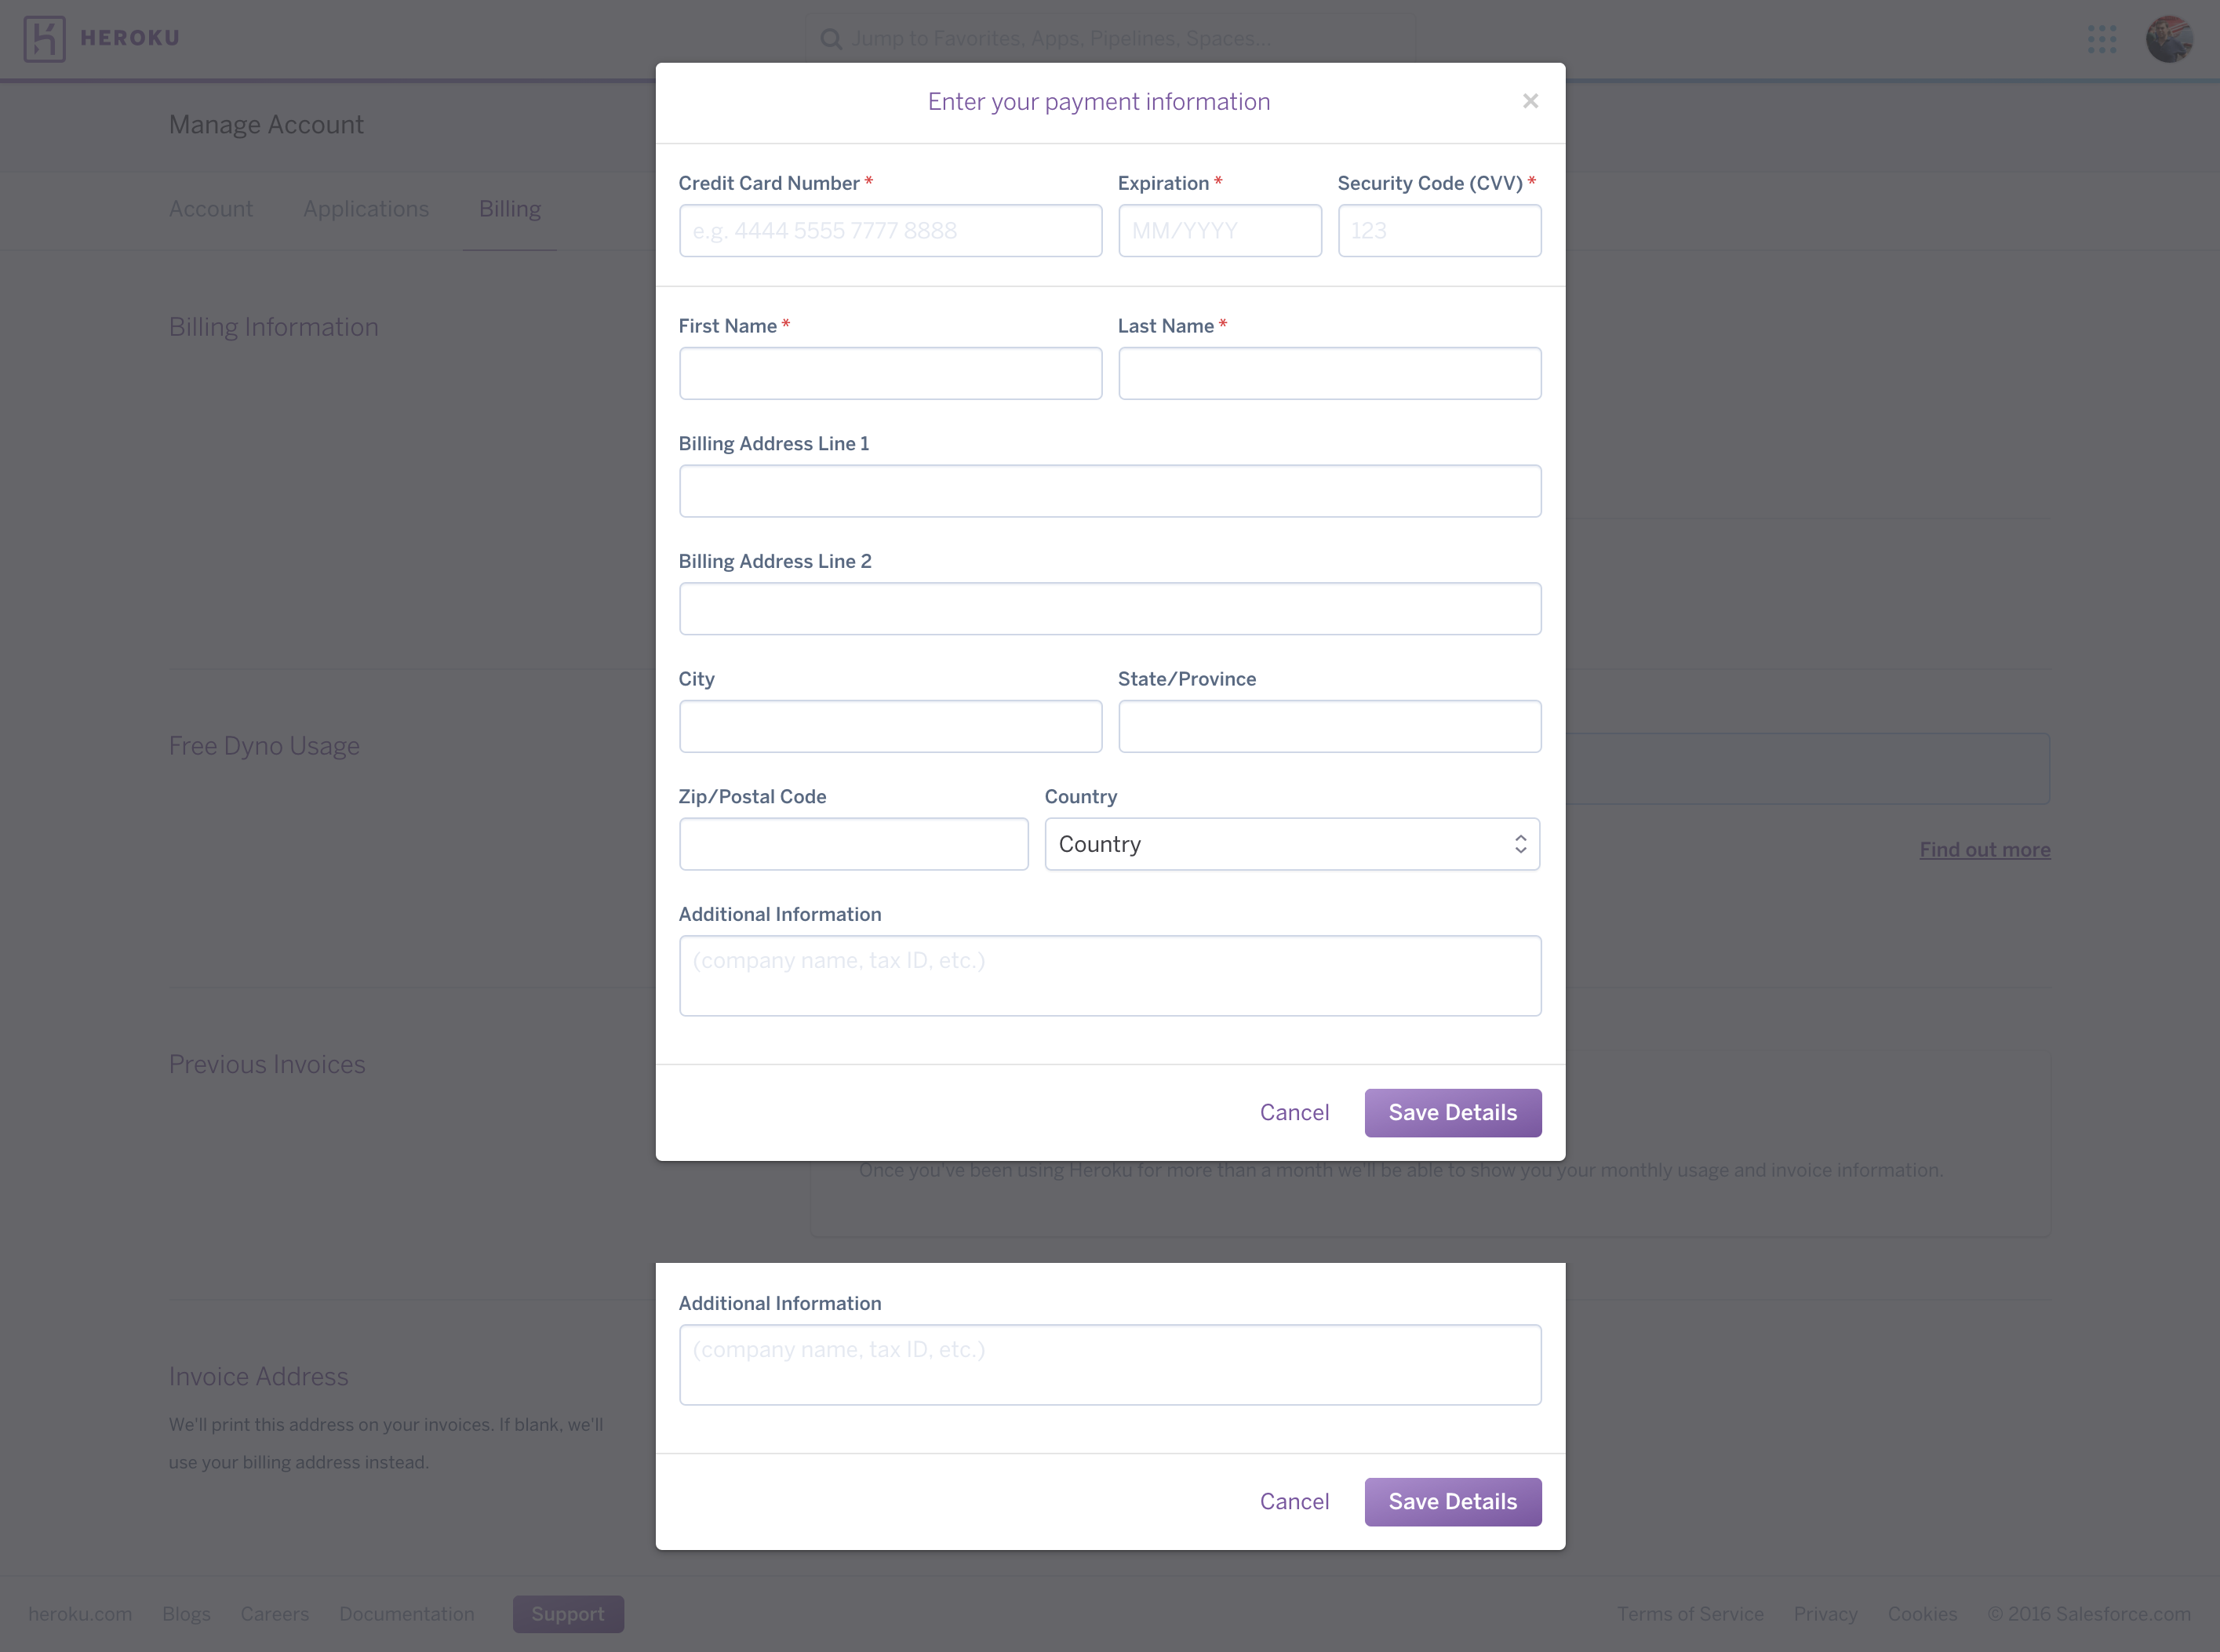 HEROKU
Jump to Favorites, Apps, Pipelines, Spaces...
Manage Account
Account Applications Billing
Enter your payment information ×
Credit Card Number * Expiration * Security Code (CVV) *
e.g. 4444 5555 7777 8888 MM/YYYY 123
Billing Information
First Name * Last Name *
Billing Address Line 1
Billing Address Line 2
City State/Province
Free Dyno Usage
Zip/Postal Code Country
Country
Find out more
Additional Information
(company name, tax ID, etc.)
Previous Invoices
Cancel Save Details
Once you've been using Heroku for more than a month we'll be able to show you your monthly usage and invoice information.
Additional Information
(company name, tax ID, etc.)
Invoice Address
We'll print this address on your invoices. If blank, we'll
use your billing address instead.
Cancel Save Details
heroku.com Blogs Careers Documentation Support Terms of Service Privacy Cookies © 2016 Salesforce.com